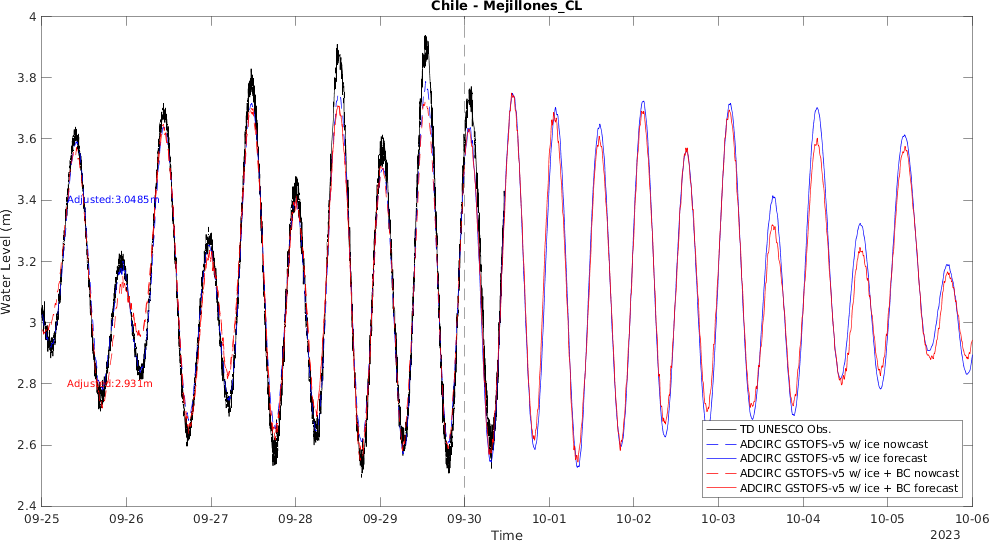 Chile - Mejillones_CL
4
3.8
3.6
3.4
3.2
3
2.8
2.6
2.4
Water Level (m)
Adjusted:3.0485m
Adjusted:2.931m
TD UNESCO Obs.
ADCIRC GSTOFS-v5 w/ ice nowcast
ADCIRC GSTOFS-v5 w/ ice forecast
ADCIRC GSTOFS-v5 w/ ice + BC nowcast
ADCIRC GSTOFS-v5 w/ ice + BC forecast
09-25 09-26 09-27 09-28 09-29 09-30 10-01 10-02 10-03 10-04 10-05 10-06
Time
2023